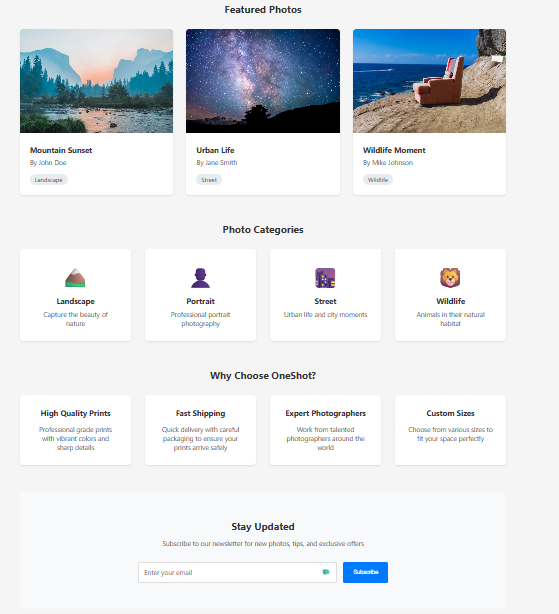 Featured Photos
Mountain Sunset
By John Doe
Landscape
Urban Life
By Jane Smith
Street
Wildlife Moment
By Mike Johnson
Wildlife
Photo Categories
Landscape
Capture the beauty of
nature
Portrait
Professional portrait
photography
Street
Urban life and city moments
Wildlife
Animals in their natural
habitat
Why Choose OneShot?
High Quality Prints
Professional grade prints
with vibrant colors and
sharp details
Fast Shipping
Quick delivery with careful
packaging to ensure your
prints arrive safely
Expert Photographers
Work from talented
photographers around the
world
Custom Sizes
Choose from various sizes to
fit your space perfectly
Stay Updated
Subscribe to our newsletter for new photos, tips, and exclusive offers
Enter your email
Subscribe